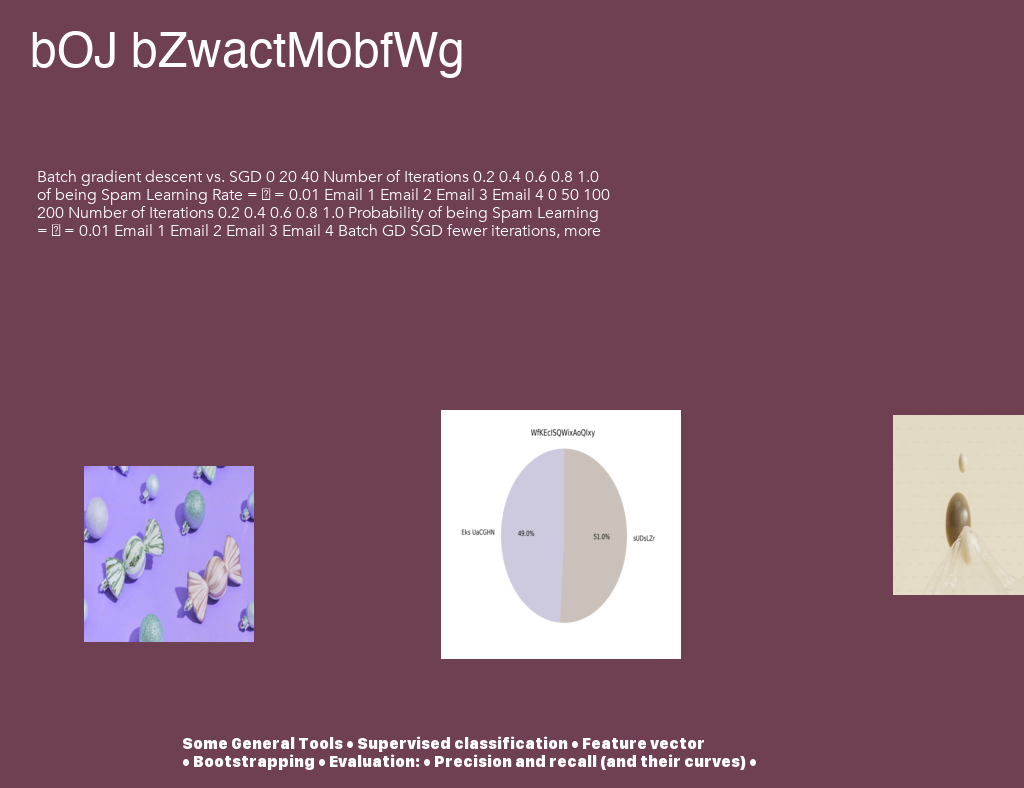 bOJ bZwactMobfWg
Batch gradient descent vs. SGD 0 20 40 Number of Iterations 0.2 0.4 0.6 0.8 1.0
of being Spam Learning Rate = ⍰ = 0.01 Email 1 Email 2 Email 3 Email 4 0 50 100
200 Number of Iterations 0.2 0.4 0.6 0.8 1.0 Probability of being Spam Learning
= ⍰ = 0.01 Email 1 Email 2 Email 3 Email 4 Batch GD SGD fewer iterations, more
49.0%
51.0%
sUDsLZr
Some General Tools • Supervised classification • Feature vector
• Bootstrapping • Evaluation: • Precision and recall (and their curves) •